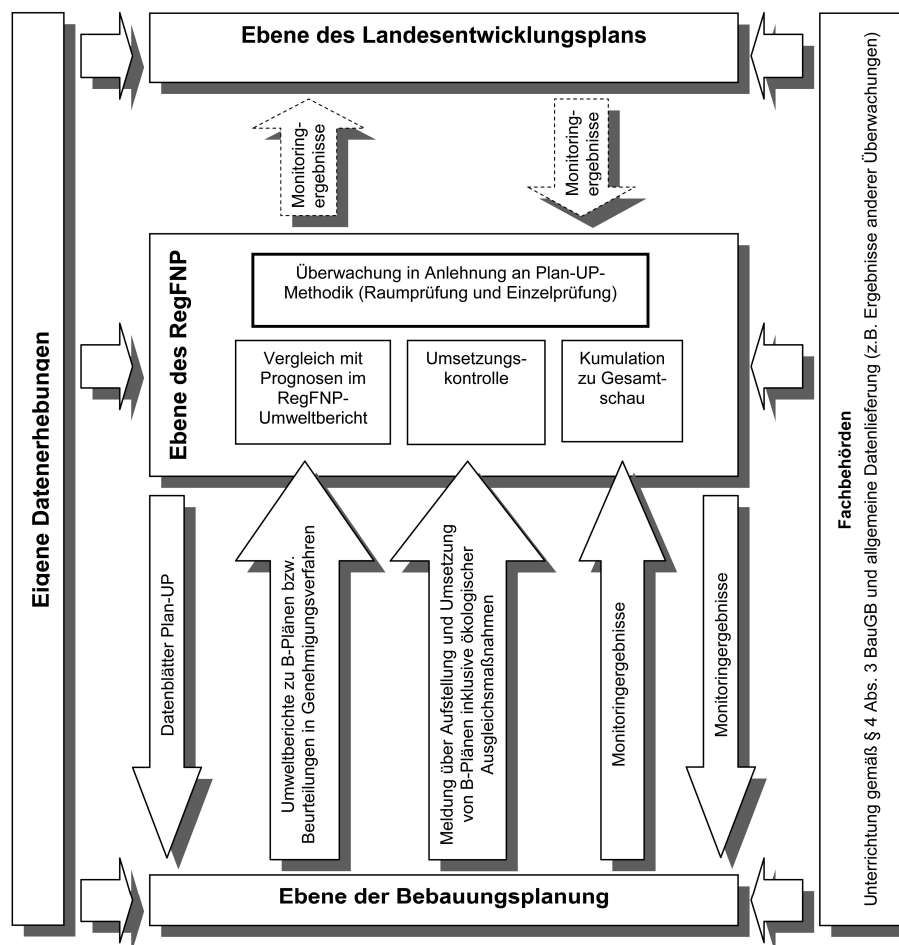 Ebene des Landesentwicklungsplans
Eigene Datenerhebungen
Monitoring-
ergebnisse
Monitoring-
ergebnisse
Ebene des RegFNP
Überwachung in Anlehnung an Plan-UP-
Methodik (Raumprüfung und Einzelprüfung)
Vergleich mit
Prognosen im
RegFNP-
Umweltbericht
Umsetzungs-
kontrolle
Kumulation
zu Gesamt-
schau
Datenblätter Plan-UP
Umweltberichte zu B-Plänen bzw.
Beurteilungen in Genehmigungsverfahren
Meldung über Aufstellung und Umsetzung
von B-Plänen inklusive ökologischer
Ausgleichsmaßnahmen
Monitoringergebnisse
Monitoringergebnisse
Fachbehörden
Unterrichtung gemäß § 4 Abs. 3 BauGB und allgemeine Datenlieferung (z.B. Ergebnisse anderer Überwachungen)
Ebene der Bebauungsplanung